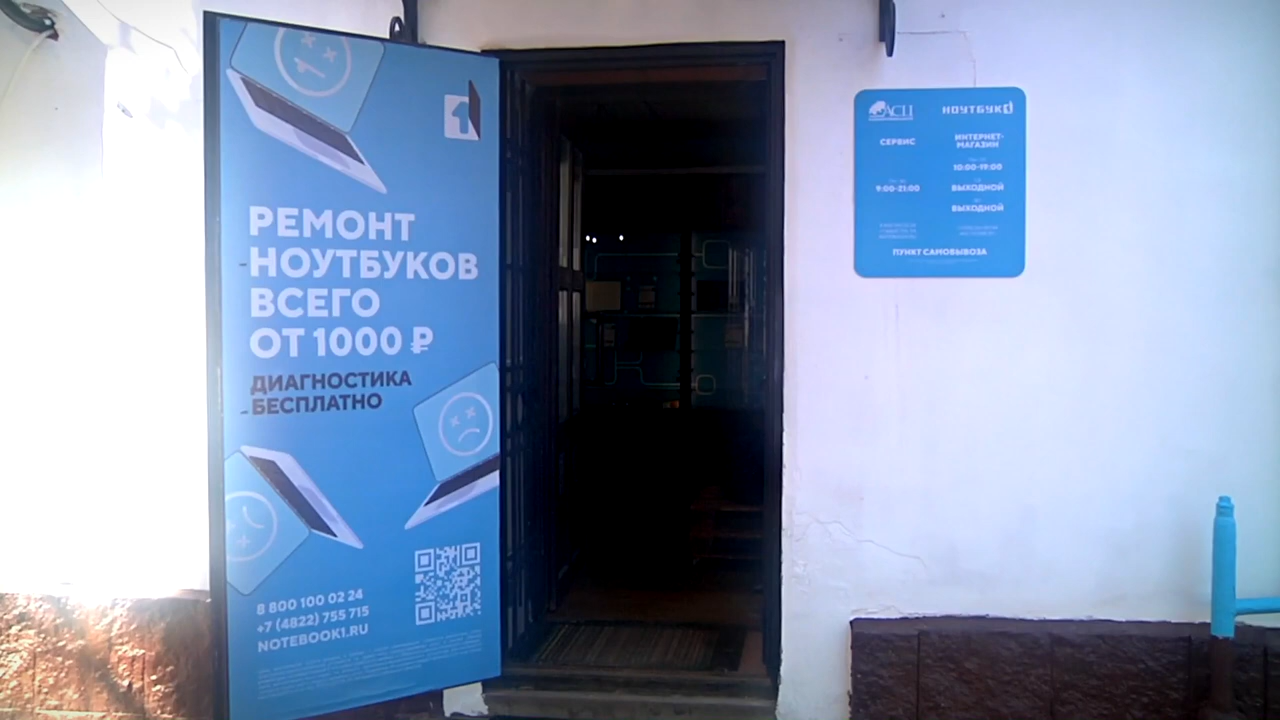 1
РЕМОНТ
НОУТБУКОВ
ВСЕГО
ОТ 1000 ₽
ДИАГНОСТИКА
БЕСПЛАТНО
8 800 100 02 24
+7 (4822) 755 715
NOTEBOOK1.RU
АСЦ НОУТБУК1
СЕРВИС
ИНТЕРНЕТ-
МАГАЗИН
10:00-19:00
9:00-21:00
ВЫХОДНОЙ
ВЫХОДНОЙ
ПУНКТ САМОВЫВОЗА